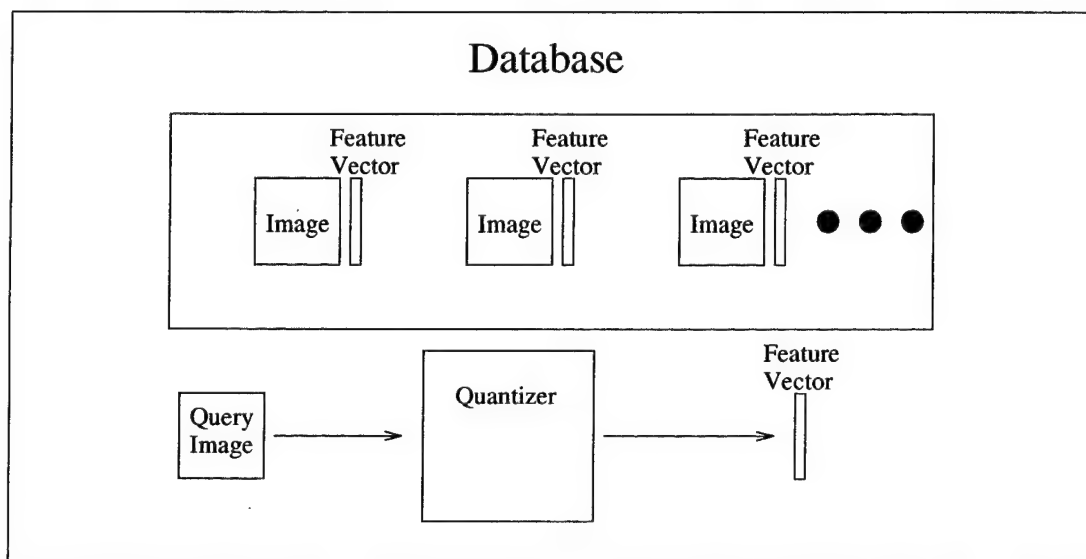 Database
Feature
Vector
Feature
Vector
Feature
Vector
Image
Image
Image
Feature
Vector
Query
Image
Quantizer